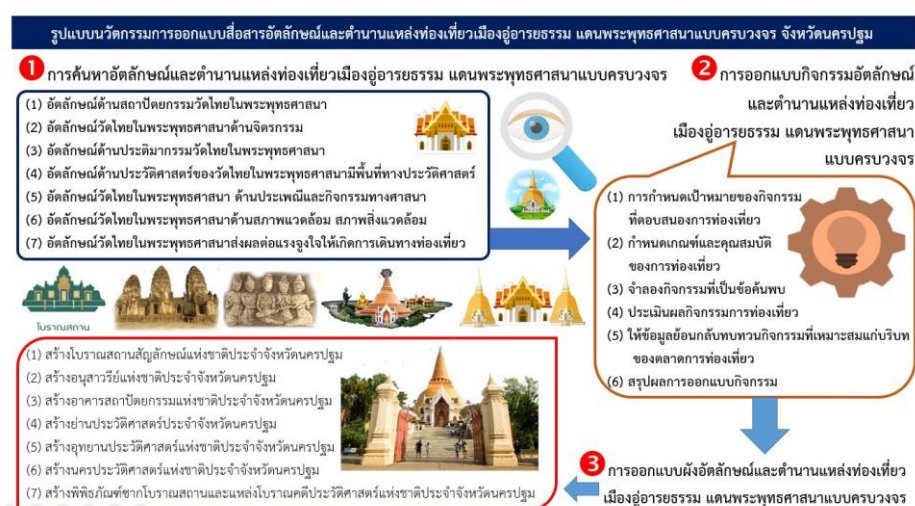 รูปแบบนวัตกรรมการออกแบบสื่อสารอัตลักษณ์และตำนานแหล่งท่องเที่ยวเมืองอู่อารยธรรม แดนพระพุทธศาสนาแบบครบวงจร จังหวัดนครปฐม
1 การค้นหาอัตลักษณ์และตำนานแหล่งท่องเที่ยวเมืองอู่อารยธรรม แดนพระพุทธศาสนาแบบครบวงจร
(1) อัตลักษณ์ด้านสถาปัตยกรรมวัดไทยในพระพุทธศาสนา
(2) อัตลักษณ์วัดไทยในพระพุทธศาสนาด้านจิตรกรรม
(3) อัตลักษณ์ด้านประติมากรรมวัดไทยในพระพุทธศาสนา
(4) อัตลักษณ์ด้านประวัติศาสตร์ของวัดไทยในพระพุทธศาสนามีพื้นที่ทางประวัติศาสตร์
(5) อัตลักษณ์วัดไทยในพระพุทธศาสนา ด้านประเพณีและกิจกรรมทางศาสนา
(6) อัตลักษณ์วัดไทยในพระพุทธศาสนาด้านสภาพแวดล้อม สภาพสิ่งแวดล้อม
(7) อัตลักษณ์วัดไทยในพระพุทธศาสนาส่งผลต่อแรงจูงใจให้เกิดการเดินทางท่องเที่ยว
2 การออกแบบกิจกรรมอัตลักษณ์
และตำนานแหล่งท่องเที่ยว
เมืองอู่อารยธรรม แดนพระพุทธศาสนา
แบบครบวงจร
(1) การกำหนดเป้าหมายของกิจกรรม
ที่ตอบสนองการท่องเที่ยว
(2) กำหนดเกณฑ์และคุณสมบัติ
ของการท่องเที่ยว
(3) จำลองกิจกรรมที่เป็นข้อค้นพบ
(4) ประเมินผลกิจกรรมการท่องเที่ยว
(5) ให้ข้อมูลย้อนกลับทบทวนกิจกรรมที่เหมาะสมแก่บริบท
ของตลาดการท่องเที่ยว
(6) สรุปผลการออกแบบกิจกรรม
3 การออกแบบผังอัตลักษณ์และตำนานแหล่งท่องเที่ยว
เมืองอู่อารยธรรม แดนพระพุทธศาสนาแบบครบวงจร
โบราณสถาน
(1) สร้างโบราณสถานสัญลักษณ์แห่งชาติประจำจังหวัดนครปฐม
(2) สร้างอนุสาวรีย์แห่งชาติประจำจังหวัดนครปฐม
(3) สร้างอาคารสถาปัตยกรรมแห่งชาติประจำจังหวัดนครปฐม
(4) สร้างย่านประวัติศาสตร์ประจำจังหวัดนครปฐม
(5) สร้างอุทยานประวัติศาสตร์แห่งชาติประจำจังหวัดนครปฐม
(6) สร้างนครประวัติศาสตร์แห่งชาติประจำจังหวัดนครปฐม
(7) สร้างพิพิธภัณฑ์ซากโบราณสถานและแหล่งโบราณคดีประวัติศาสตร์แห่งชาติประจำจังหวัดนครปฐม